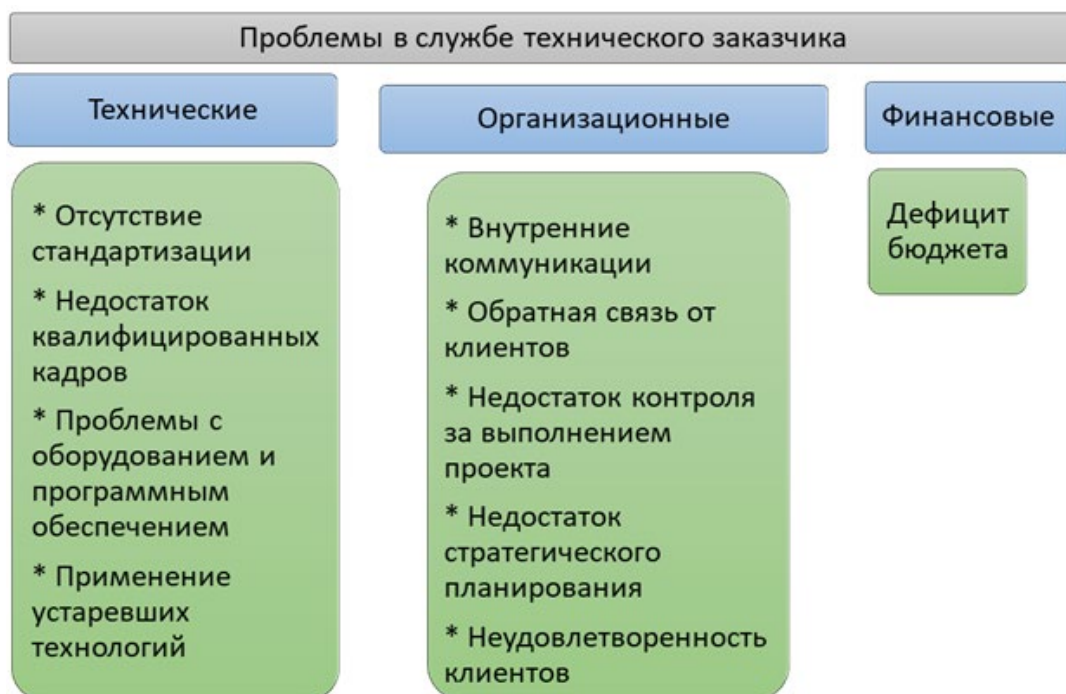 Проблемы в службе технического заказчика
Технические
* Отсутствие
стандартизации
* Недостаток
квалифицированных
кадров
* Проблемы с
оборудованием и
программным
обеспечением
* Применение
устаревших
технологий
Организационные
* Внутренние
коммуникации
* Обратная связь от
клиентов
* Недостаток контроля
за выполнением
проекта
* Недостаток
стратегического
планирования
* Неудовлетворенность
клиентов
Финансовые
Дефицит
бюджета